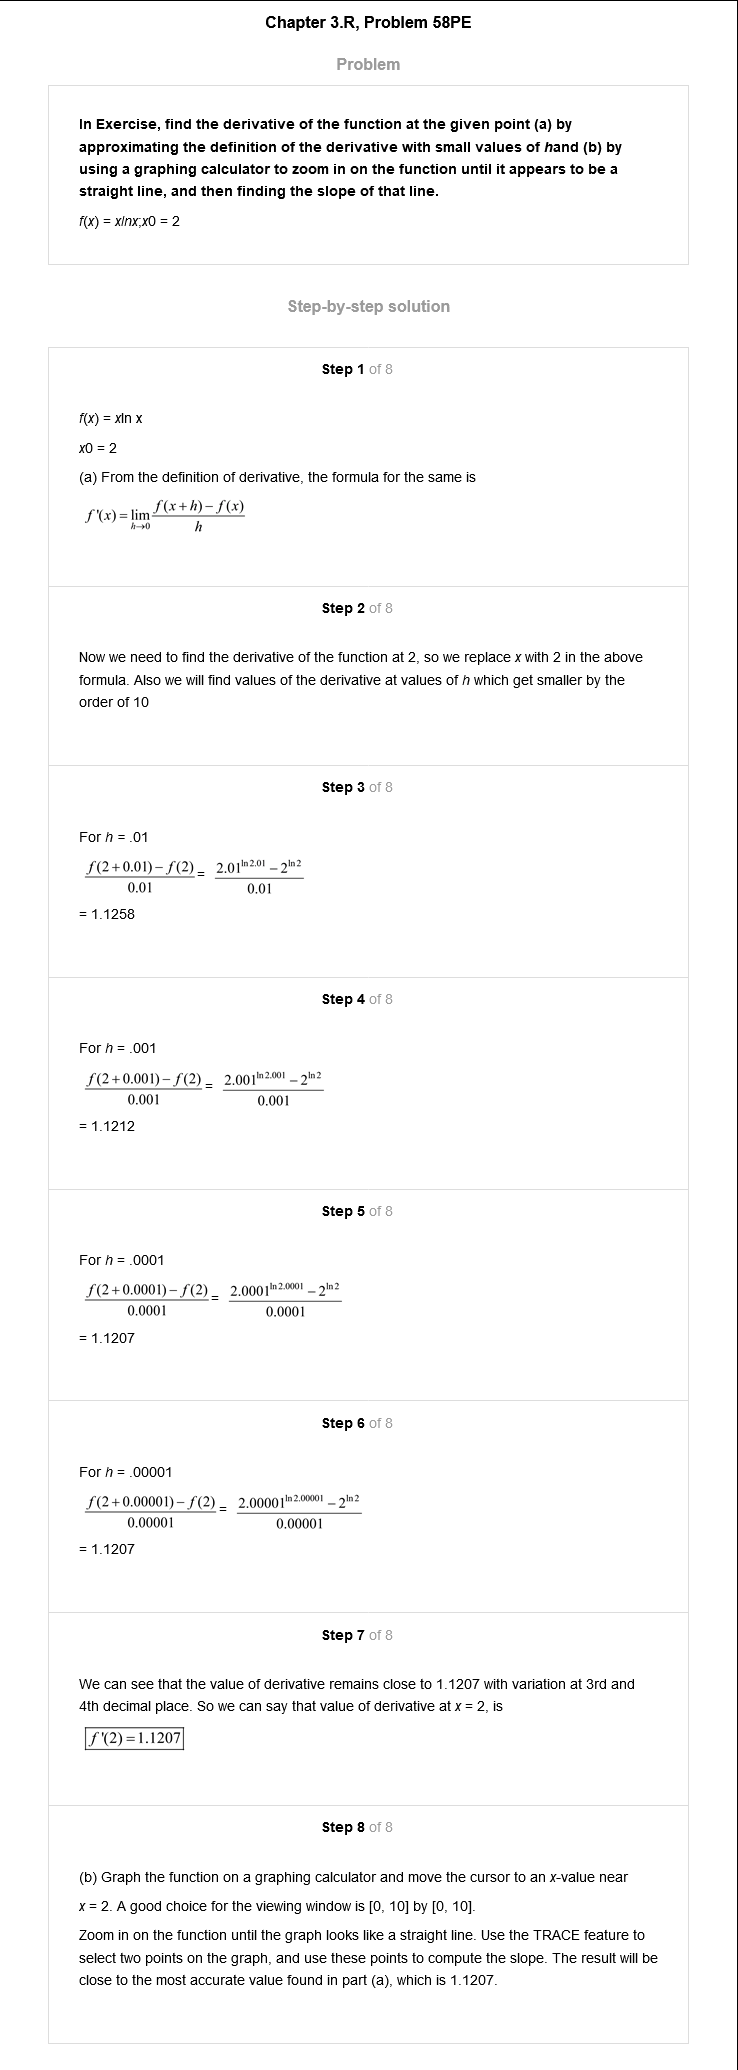 Chapter 3.R, Problem 58PE
Problem
In Exercise, find the derivative of the function at the given point (a) by
approximating the definition of the derivative with small values of hand (b) by
using a graphing calculator to zoom in on the function until it appears to be a
straight line, and then finding the slope of that line.
f(x) = xlnx;x0 = 2
Step-by-step solution
Step 1 of 8
f(x) = xln x
x0 = 2
(a) From the definition of derivative, the formula for the same is
f'(x) = lim_{h→0} \frac{f(x+h) − f(x)}{h}
Step 2 of 8
Now we need to find the derivative of the function at 2, so we replace x with 2 in the above
formula. Also we will find values of the derivative at values of h which get smaller by the
order of 10
Step 3 of 8
For h = .01
\frac{f(2+0.01) − f(2)}{0.01} = \frac{2.01^{ln 2.01} − 2^{ln 2}}{0.01}
= 1.1258
Step 4 of 8
For h = .001
\frac{f(2+0.001) − f(2)}{0.001} = \frac{2.001^{ln 2.001} − 2^{ln 2}}{0.001}
= 1.1212
Step 5 of 8
For h = .0001
\frac{f(2+0.0001) − f(2)}{0.0001} = \frac{2.0001^{ln 2.0001} − 2^{ln 2}}{0.0001}
= 1.1207
Step 6 of 8
For h = .00001
\frac{f(2+0.00001) − f(2)}{0.00001} = \frac{2.00001^{ln 2.00001} − 2^{ln 2}}{0.00001}
= 1.1207
Step 7 of 8
We can see that the value of derivative remains close to 1.1207 with variation at 3rd and
4th decimal place. So we can say that value of derivative at x = 2, is
f'(2) = 1.1207
Step 8 of 8
(b) Graph the function on a graphing calculator and move the cursor to an x-value near
x = 2. A good choice for the viewing window is [0, 10] by [0, 10].
Zoom in on the function until the graph looks like a straight line. Use the TRACE feature to
select two points on the graph, and use these points to compute the slope. The result will be
close to the most accurate value found in part (a), which is 1.1207.